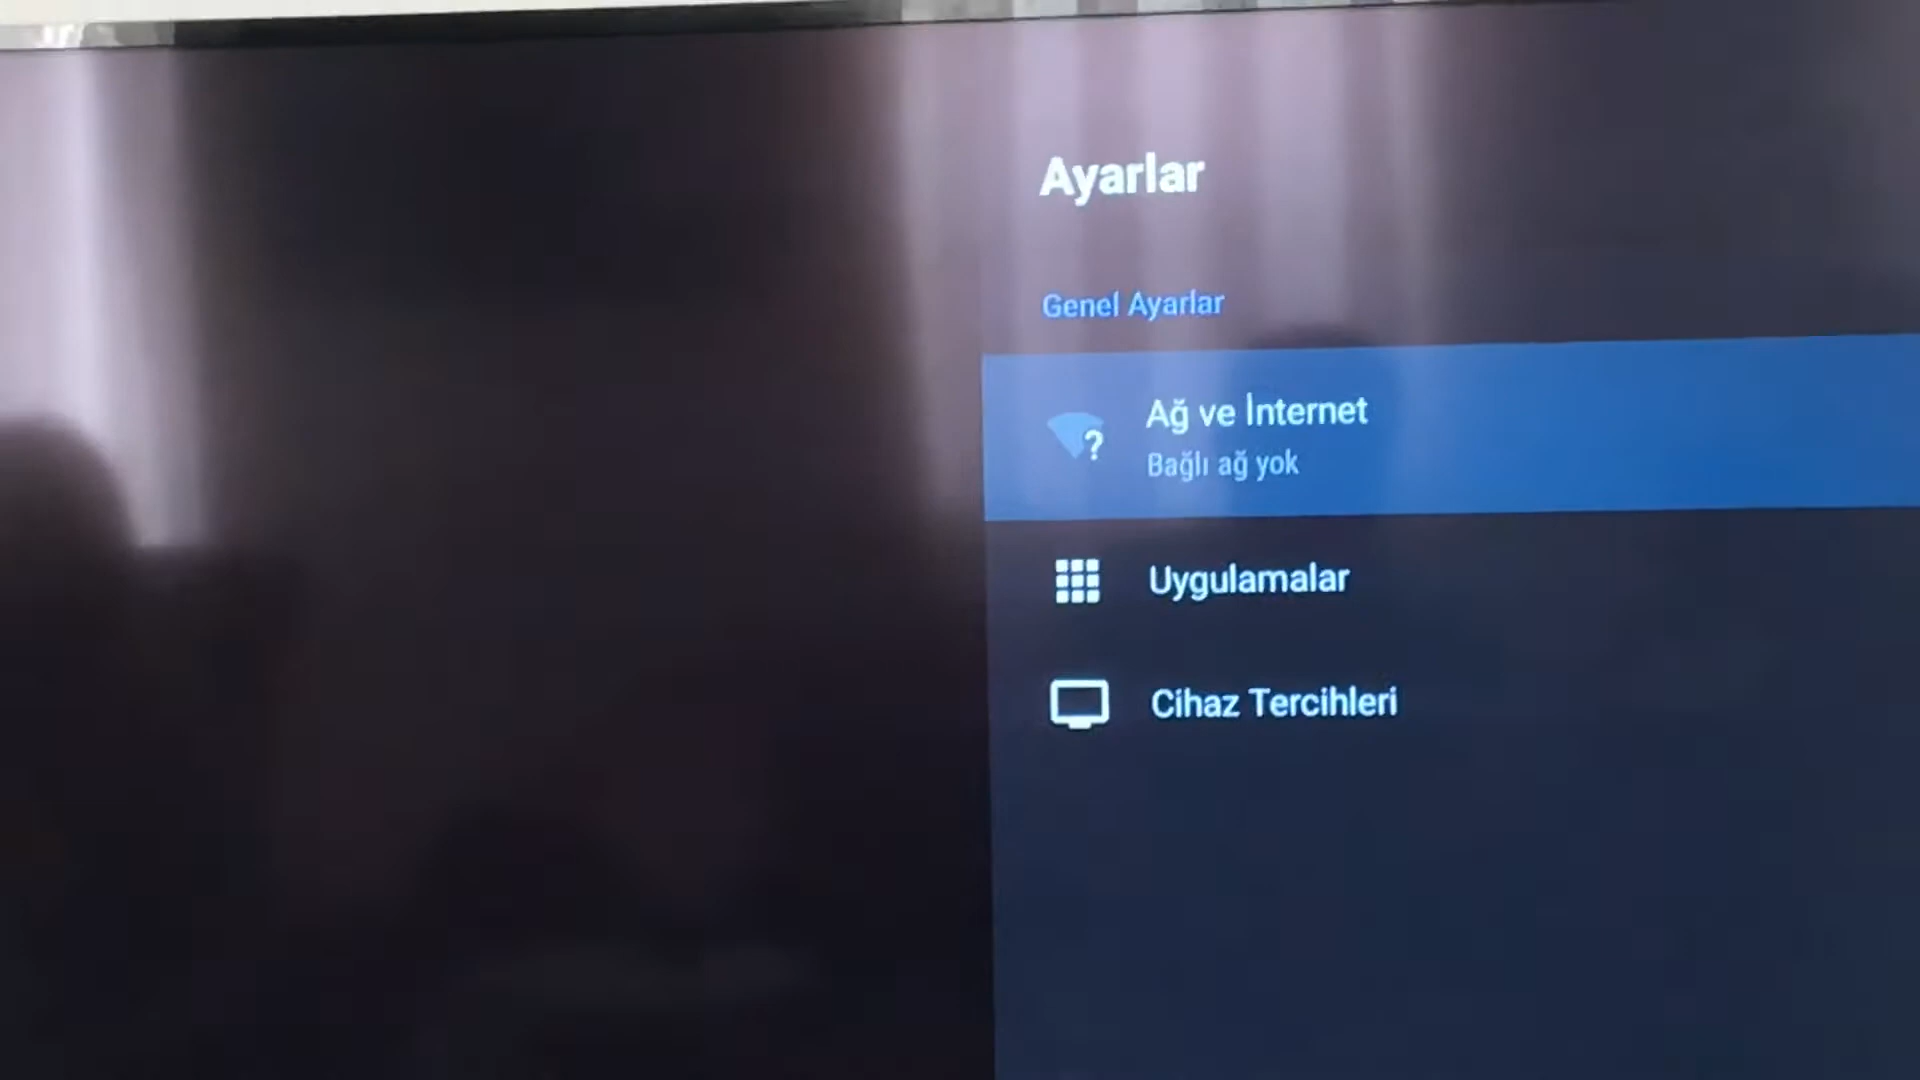 Ayarlar
Genel Ayarlar
Ağ ve İnternet
Bağlı ağ yok
Uygulamalar
Cihaz Tercihleri